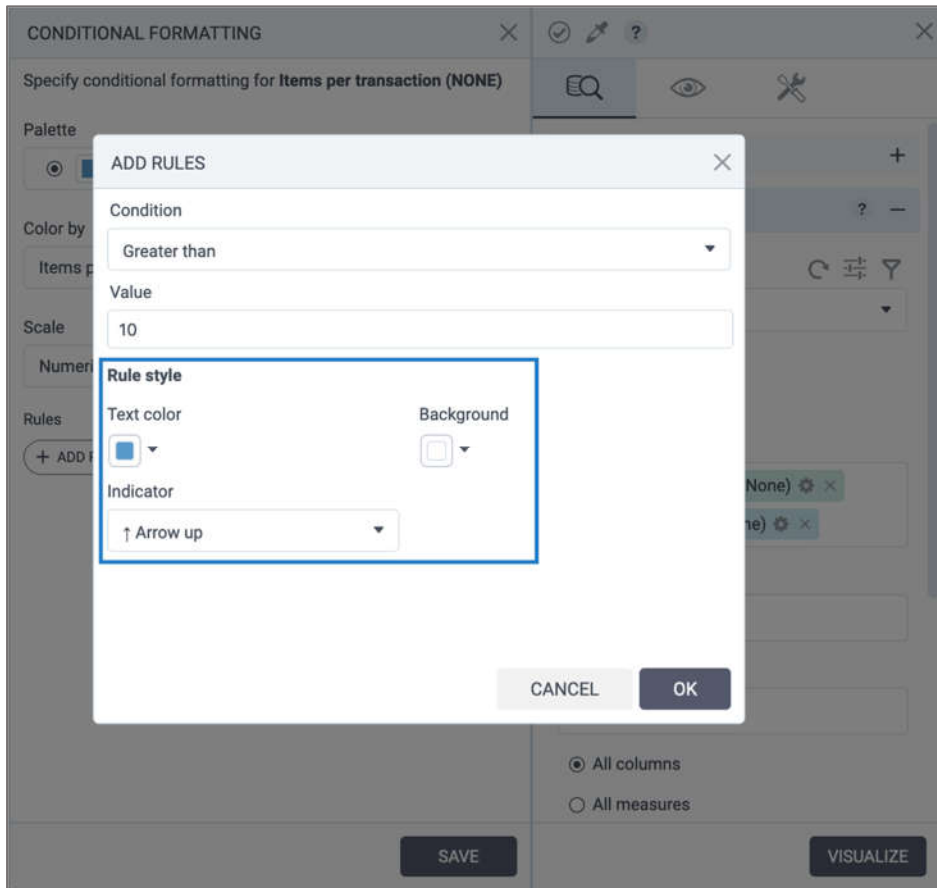 CONDITIONAL FORMATTING
?
Specify conditional formatting for Items per transaction (NONE)
Palette
ADD RULES
Condition
Greater than
Value
10
Rule style
Text color
Background
Indicator
↑ Arrow up
CANCEL
OK
Color by
Items p
Scale
Numeri
Rules
+ ADD
+
? −
None)
ne)
All columns
All measures
SAVE
VISUALIZE